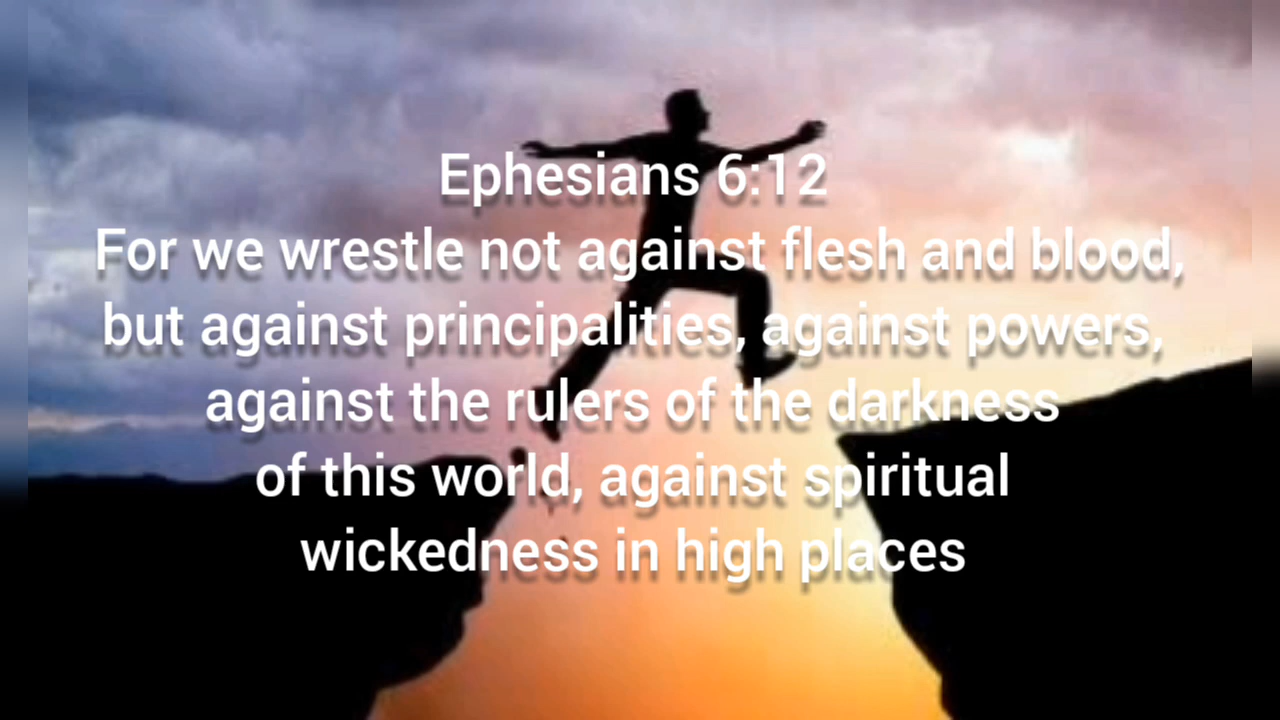 Ephesians 6:12
For we wrestle not against flesh and blood,
but against principalities, against powers,
against the rulers of the darkness
of this world, against spiritual
wickedness in high places